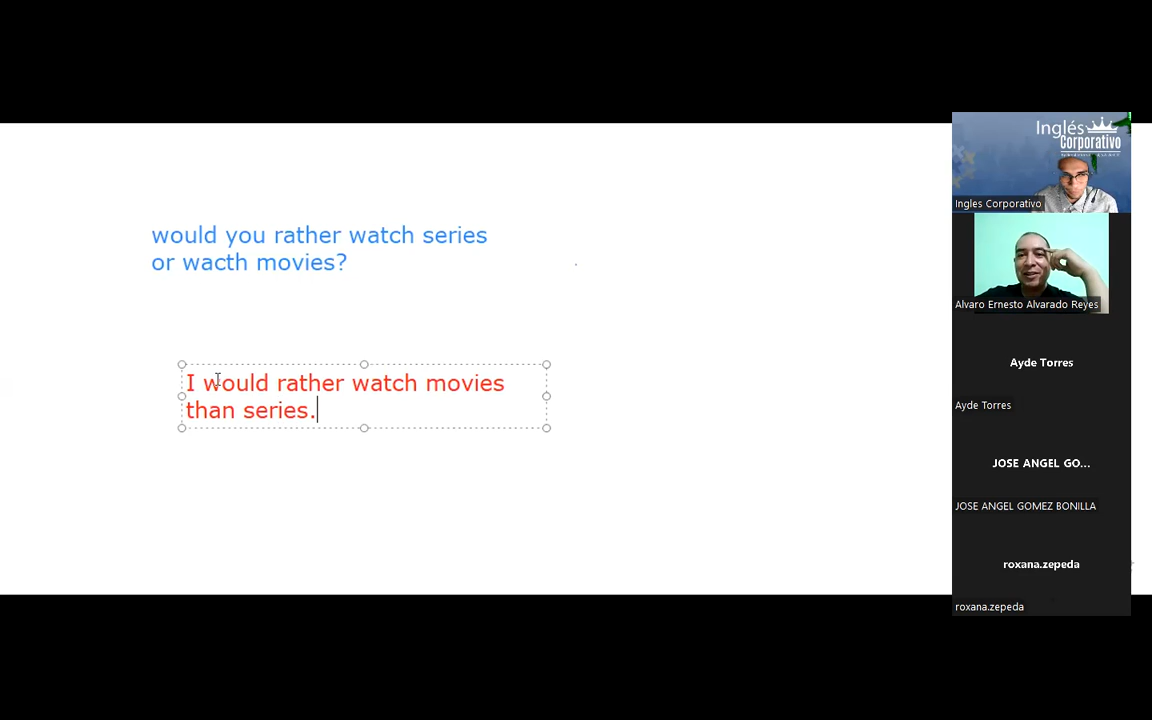 would you rather watch series
or wacth movies?
I would rather watch movies
than series.
Inglés
Corporativo
Ingles Corporativo
Alvaro Ernesto Alvarado Reyes
Ayde Torres
Ayde Torres
JOSE ANGEL GO...
JOSE ANGEL GOMEZ BONILLA
roxana.zepeda
roxana.zepeda